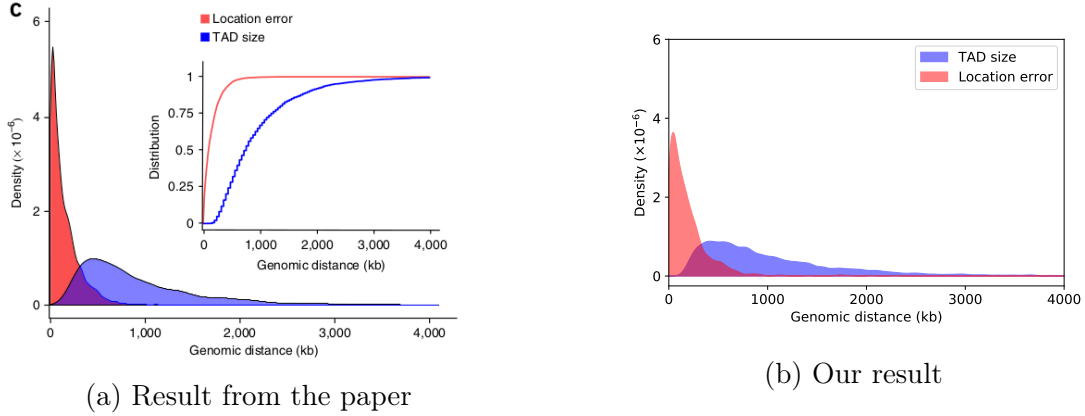 C
Location error
TAD size
6
4
2
0
Density (×10⁻⁶)
0
1,000
2,000
3,000
4,000
Genomic distance (kb)
1
0.75
0.5
0.25
0
Distribution
0
1,000
2,000
3,000
4,000
Genomic distance (kb)
(a) Result from the paper
TAD size
Location error
6
4
2
0
Density (×10⁻⁶)
0
1000
2000
3000
4000
Genomic distance (kb)
(b) Our result